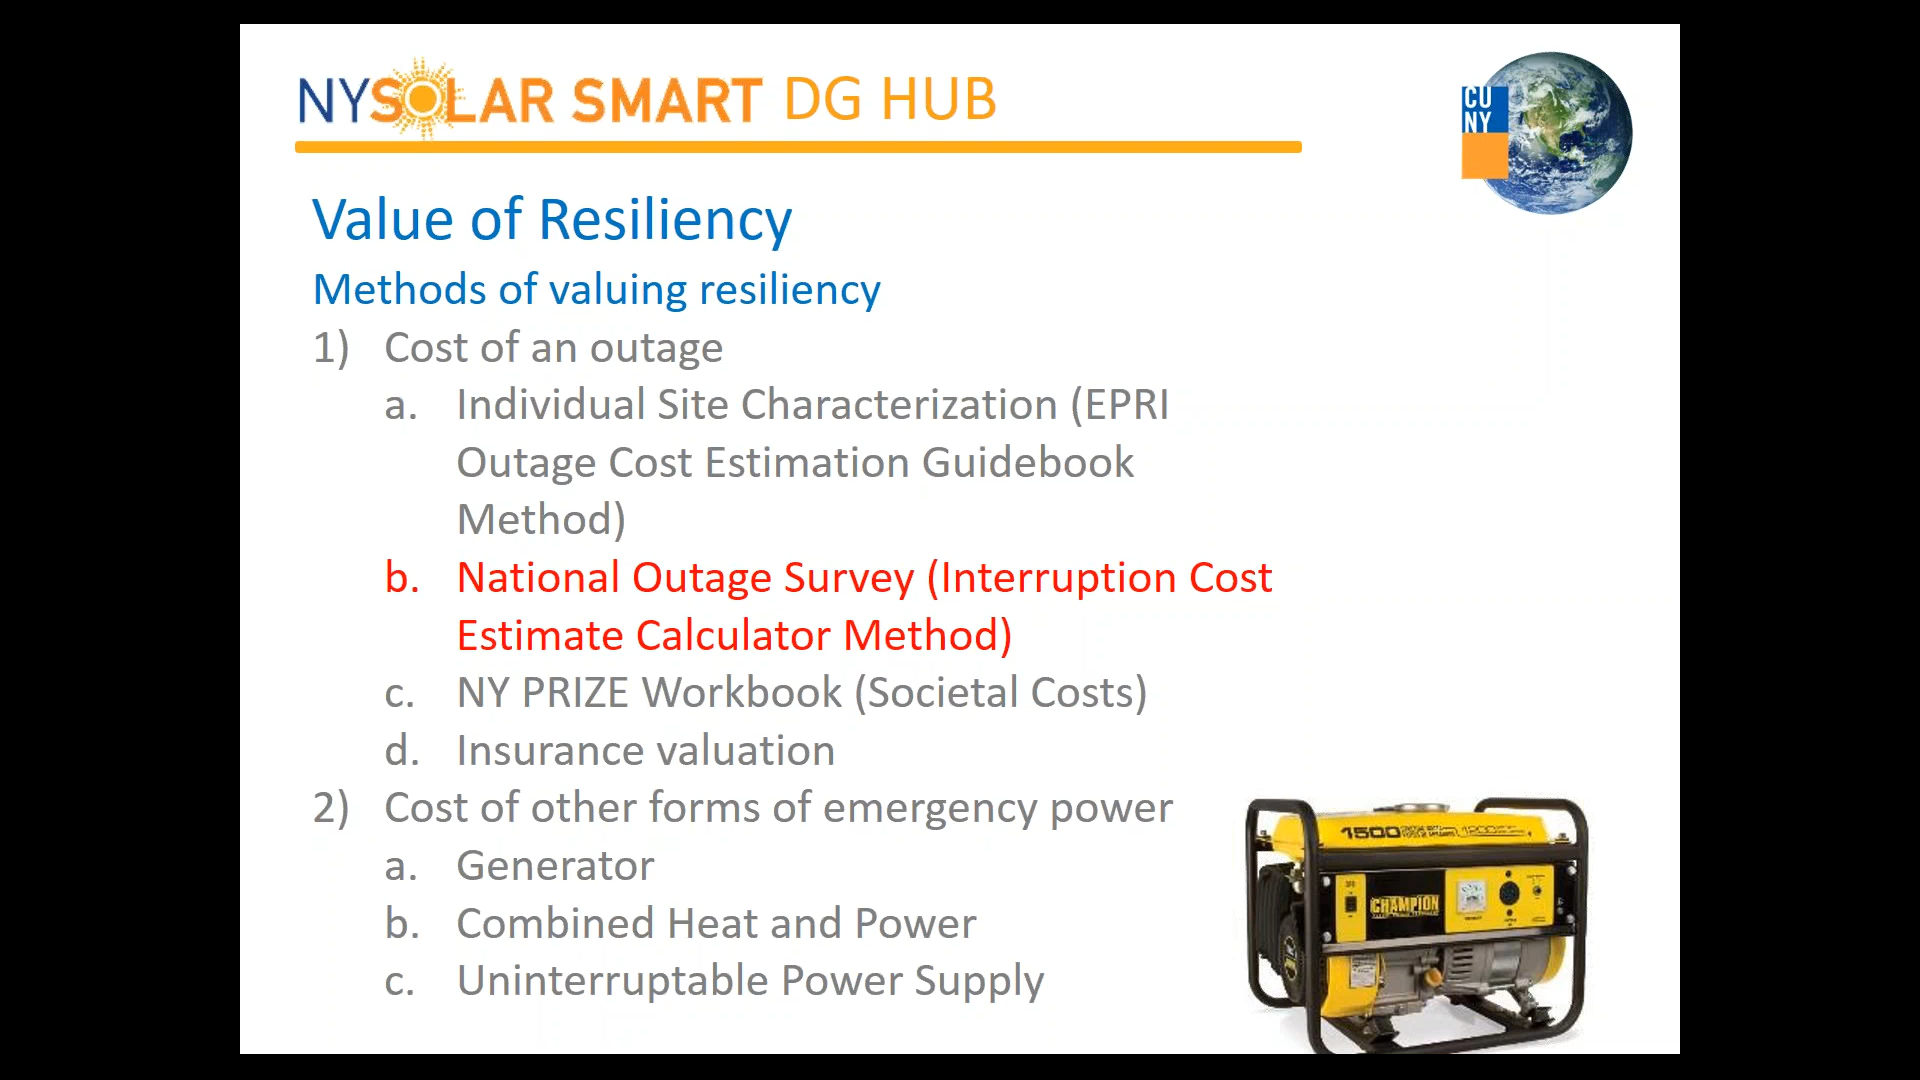 NYSOLAR SMART DG HUB
CU
NY
Value of Resiliency
Methods of valuing resiliency
1) Cost of an outage
a. Individual Site Characterization (EPRI
Outage Cost Estimation Guidebook
Method)
b. National Outage Survey (Interruption Cost
Estimate Calculator Method)
c. NY PRIZE Workbook (Societal Costs)
d. Insurance valuation
2) Cost of other forms of emergency power
a. Generator
b. Combined Heat and Power
c. Uninterruptable Power Supply
1500
CHAMPION